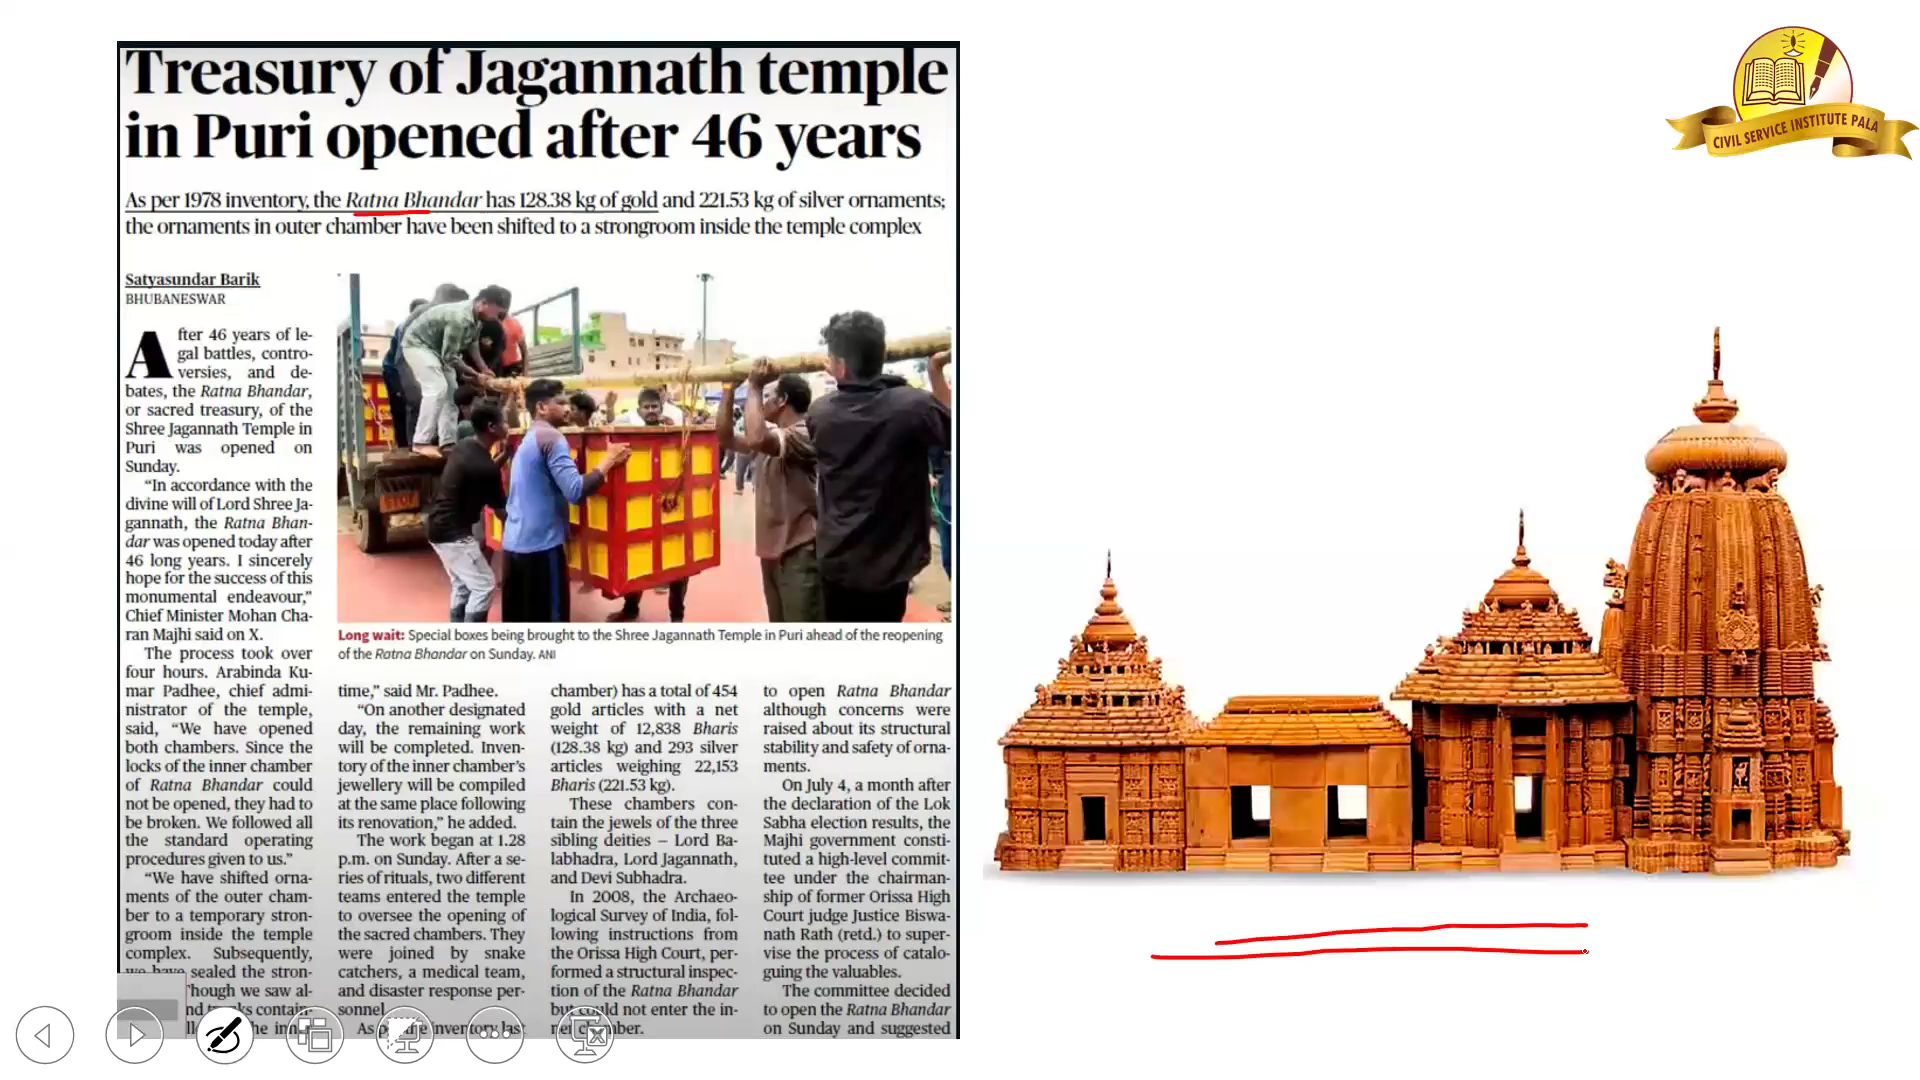 Treasury of Jagannath temple
in Puri opened after 46 years
As per 1978 inventory, the Ratna Bhandar has 128.38 kg of gold and 221.53 kg of silver ornaments;
the ornaments in outer chamber have been shifted to a strongroom inside the temple complex
Satyasundar Barik
BHUBANESWAR
After 46 years of le-
gal battles, contro-
versies, and de-
bates, the Ratna Bhandar,
or sacred treasury, of the
Shree Jagannath Temple in
Puri was opened on
Sunday.
“In accordance with the
divine will of Lord Shree Ja-
gannath, the Ratna Bhan-
dar was opened today after
46 long years. I sincerely
hope for the success of this
monumental endeavour,”
Chief Minister Mohan Cha-
ran Majhi said on X.
The process took over
four hours. Arabinda Ku-
mar Padhee, chief admi-
nistrator of the temple,
said, “We have opened
both chambers. Since the
locks of the inner chamber
of Ratna Bhandar could
not be opened, they had to
be broken. We followed all
the standard operating
procedures given to us.”
“We have shifted orna-
ments of the outer cham-
ber to a temporary stron-
groom inside the temple
complex. Subsequently,
we have sealed the stron-
Though we saw al-
contain-
Long wait: Special boxes being brought to the Shree Jagannath Temple in Puri ahead of the reopening
of the Ratna Bhandar on Sunday. ANI
time,” said Mr. Padhee.
“On another designated
day, the remaining work
will be completed. Inven-
tory of the inner chamber’s
jewellery will be compiled
at the same place following
its renovation,” he added.
The work began at 1.28
p.m. on Sunday. After a se-
ries of rituals, two different
teams entered the temple
to oversee the opening of
the sacred chambers. They
were joined by snake
catchers, a medical team,
and disaster response per-
sonnel.
As per the inventory last
chamber) has a total of 454
gold articles with a net
weight of 12,838 Bharis
(128.38 kg) and 293 silver
articles weighing 22,153
Bharis (221.53 kg).
These chambers con-
tain the jewels of the three
sibling deities – Lord Ba-
labhadra, Lord Jagannath,
and Devi Subhadra.
In 2008, the Archaeo-
logical Survey of India, fol-
lowing instructions from
the Orissa High Court, per-
formed a structural inspec-
tion of the Ratna Bhandar
but could not enter the in-
ner chamber.
to open Ratna Bhandar
although concerns were
raised about its structural
stability and safety of orna-
ments.
On July 4, a month after
the declaration of the Lok
Sabha election results, the
Majhi government consti-
tuted a high-level commit-
tee under the chairman-
ship of former Orissa High
Court judge Justice Biswa-
nath Rath (retd.) to super-
vise the process of catalo-
guing the valuables.
The committee decided
to open the Ratna Bhandar
on Sunday and suggested
CIVIL SERVICE INSTITUTE PALA